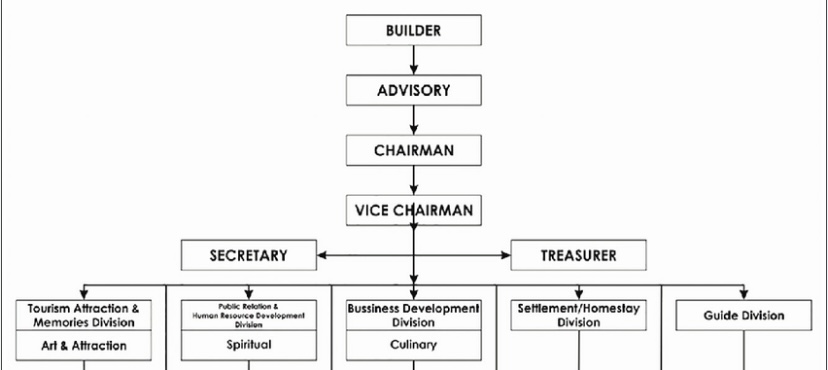 BUILDER
ADVISORY
CHAIRMAN
VICE CHAIRMAN
SECRETARY
TREASURER
Tourism Attraction &
Memories Division
Art & Attraction
Public Relation &
Human Resource Development
Division
Spiritual
Bussiness Development
Division
Culinary
Settlement/Homestay
Division
Guide Division